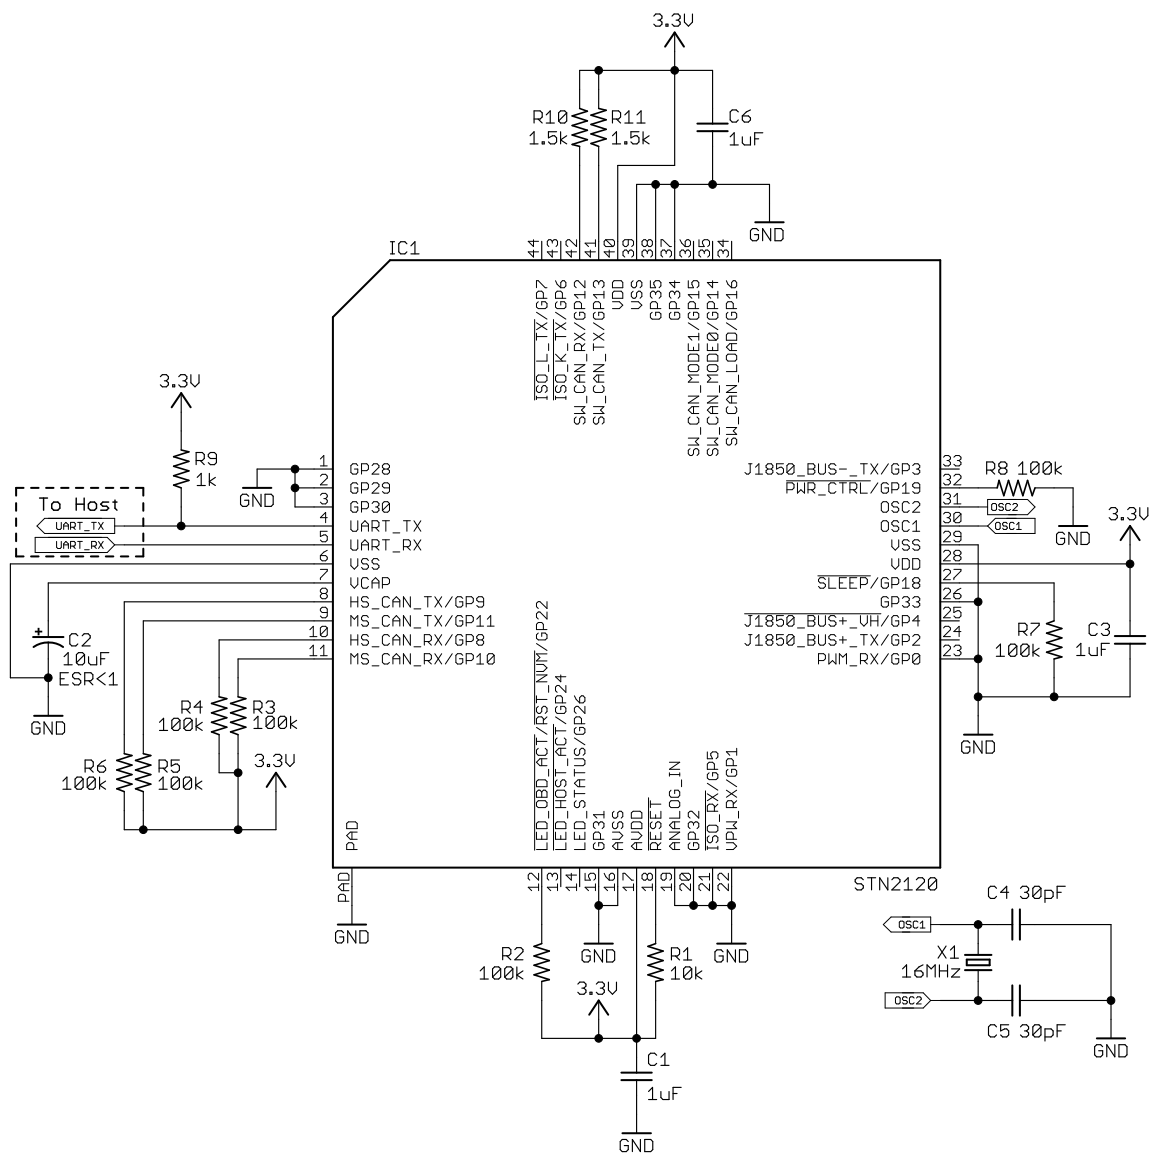 3.3V
R10
1.5k
R11
1.5k
C6
1uF
GND
IC1
44
43
42
41
40
39
38
37
36
35
34
ISO_L_TX/GP7
ISO_K_TX/GP6
SW_CAN_RX/GP12
SW_CAN_TX/GP13
VDD
VSS
GP35
GP34
SW_CAN_MODE1/GP15
SW_CAN_MODE0/GP14
SW_CAN_LOAD/GP16
3.3V
R9
1k
GND
To Host
UART_TX
UART_RX
1 GP28
2 GP29
3 GP30
4 UART_TX
5 UART_RX
6 VSS
7 VCAP
8 HS_CAN_TX/GP9
9 MS_CAN_TX/GP11
10 HS_CAN_RX/GP8
11 MS_CAN_RX/GP10
C2
10uF
ESR<1
GND
R4
100k
R3
100k
R6
100k
R5
100k
3.3V
J1850_BUS-_TX/GP3 33
PWR_CTRL/GP19 32
OSC2 31
OSC1 30
VSS 29
VDD 28
SLEEP/GP18 27
GP33 26
J1850_BUS+_VH/GP4 25
J1850_BUS+_TX/GP2 24
PWM_RX/GP0 23
R8 100k
OSC2
OSC1
GND
3.3V
R7
100k
C3
1uF
GND
LED_OBD_ACT/RST_NVM/GP22
LED_HOST_ACT/GP24
LED_STATUS/GP26
GP31
AVSS
AVDD
RESET
ANALOG_IN
GP32
ISO_RX/GP5
VPW_RX/GP1
PAD
PAD
GND
12
13
14
15
16
17
18
19
20
21
22
STN2120
R2
100k
GND
3.3V
R1
10k
GND
C1
1uF
GND
OSC1
C4 30pF
X1
16MHz
OSC2
C5 30pF
GND